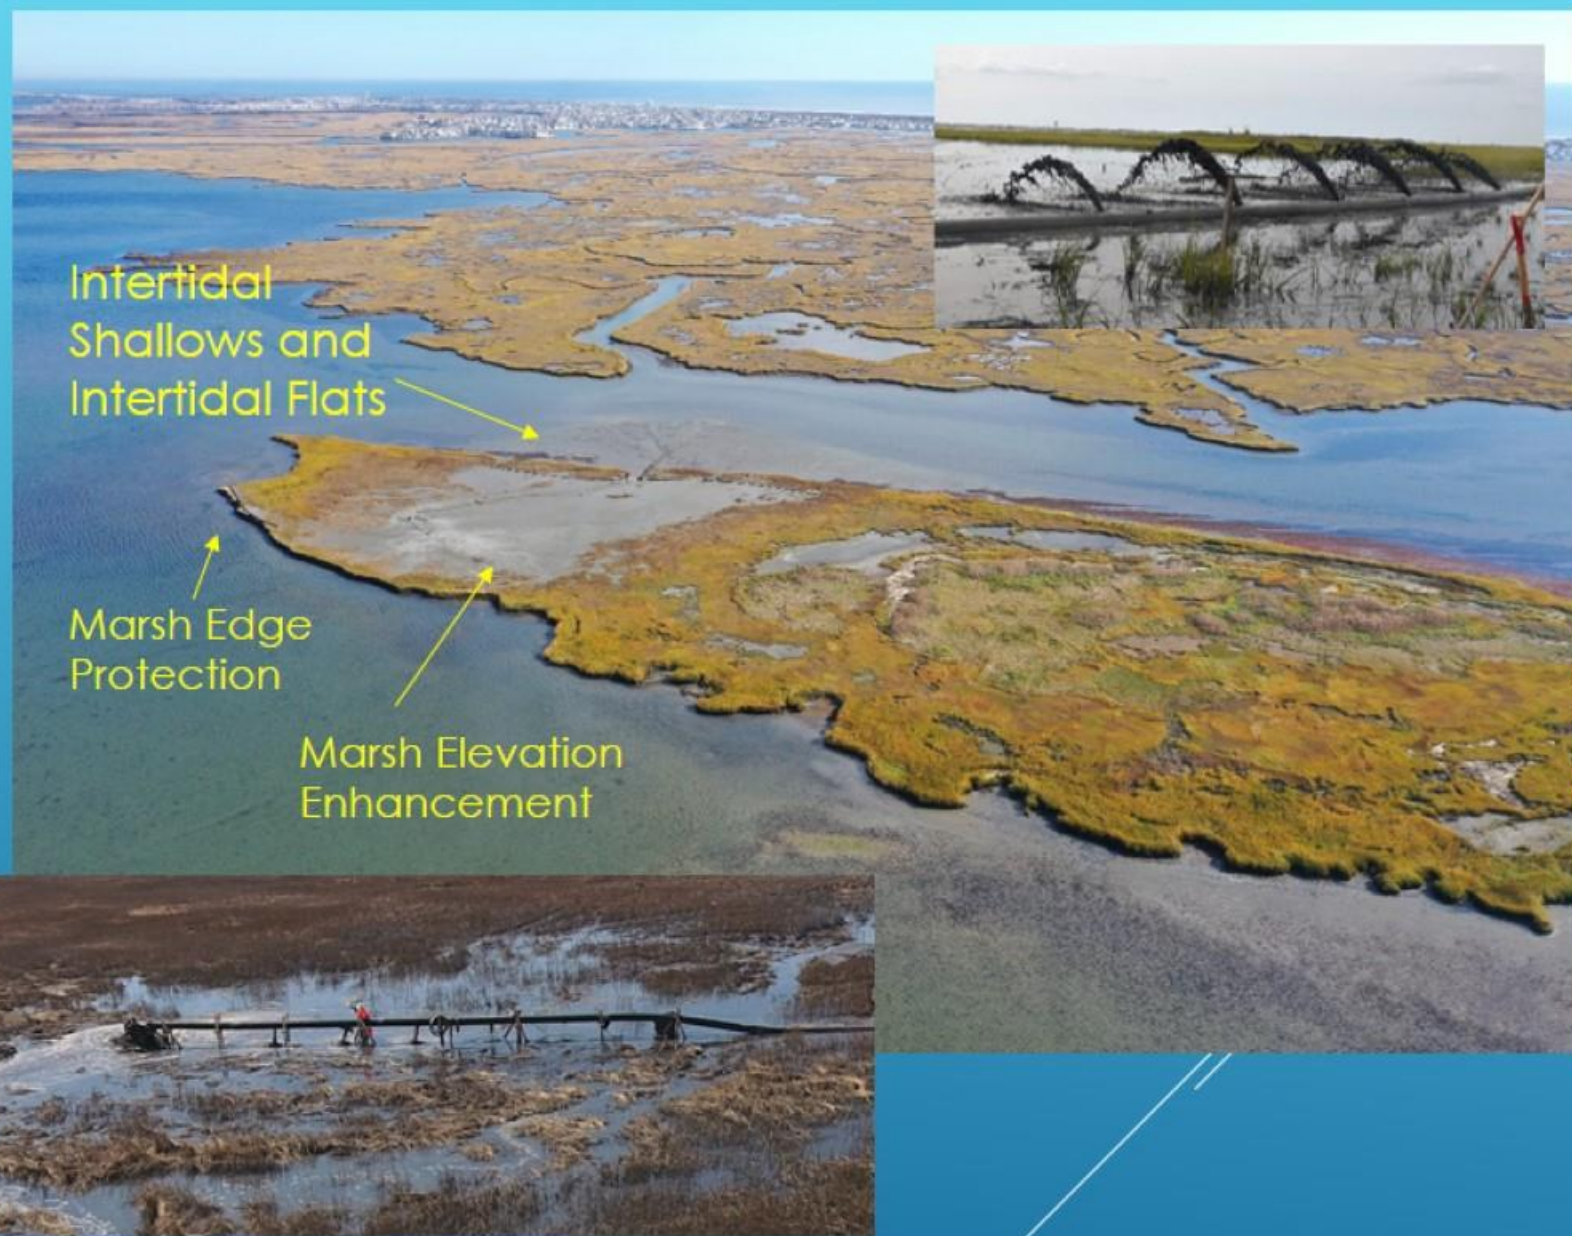 Intertidal
Shallows and
Intertidal Flats
Marsh Edge
Protection
Marsh Elevation
Enhancement